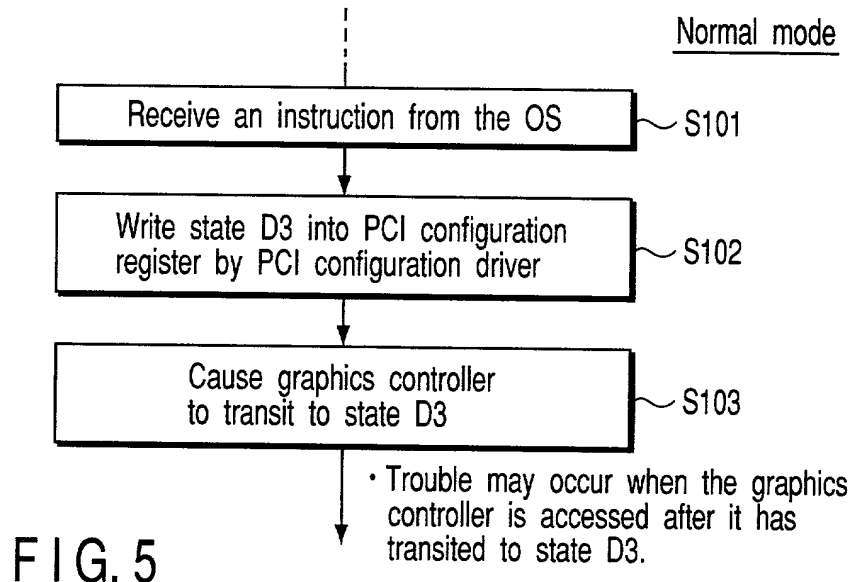 Normal mode
Receive an instruction from the OS
S101
Write state D3 into PCI configuration
register by PCI configuration driver
S102
Cause graphics controller
to transit to state D3
S103
・Trouble may occur when the graphics
controller is accessed after it has
transited to state D3.
FIG. 5